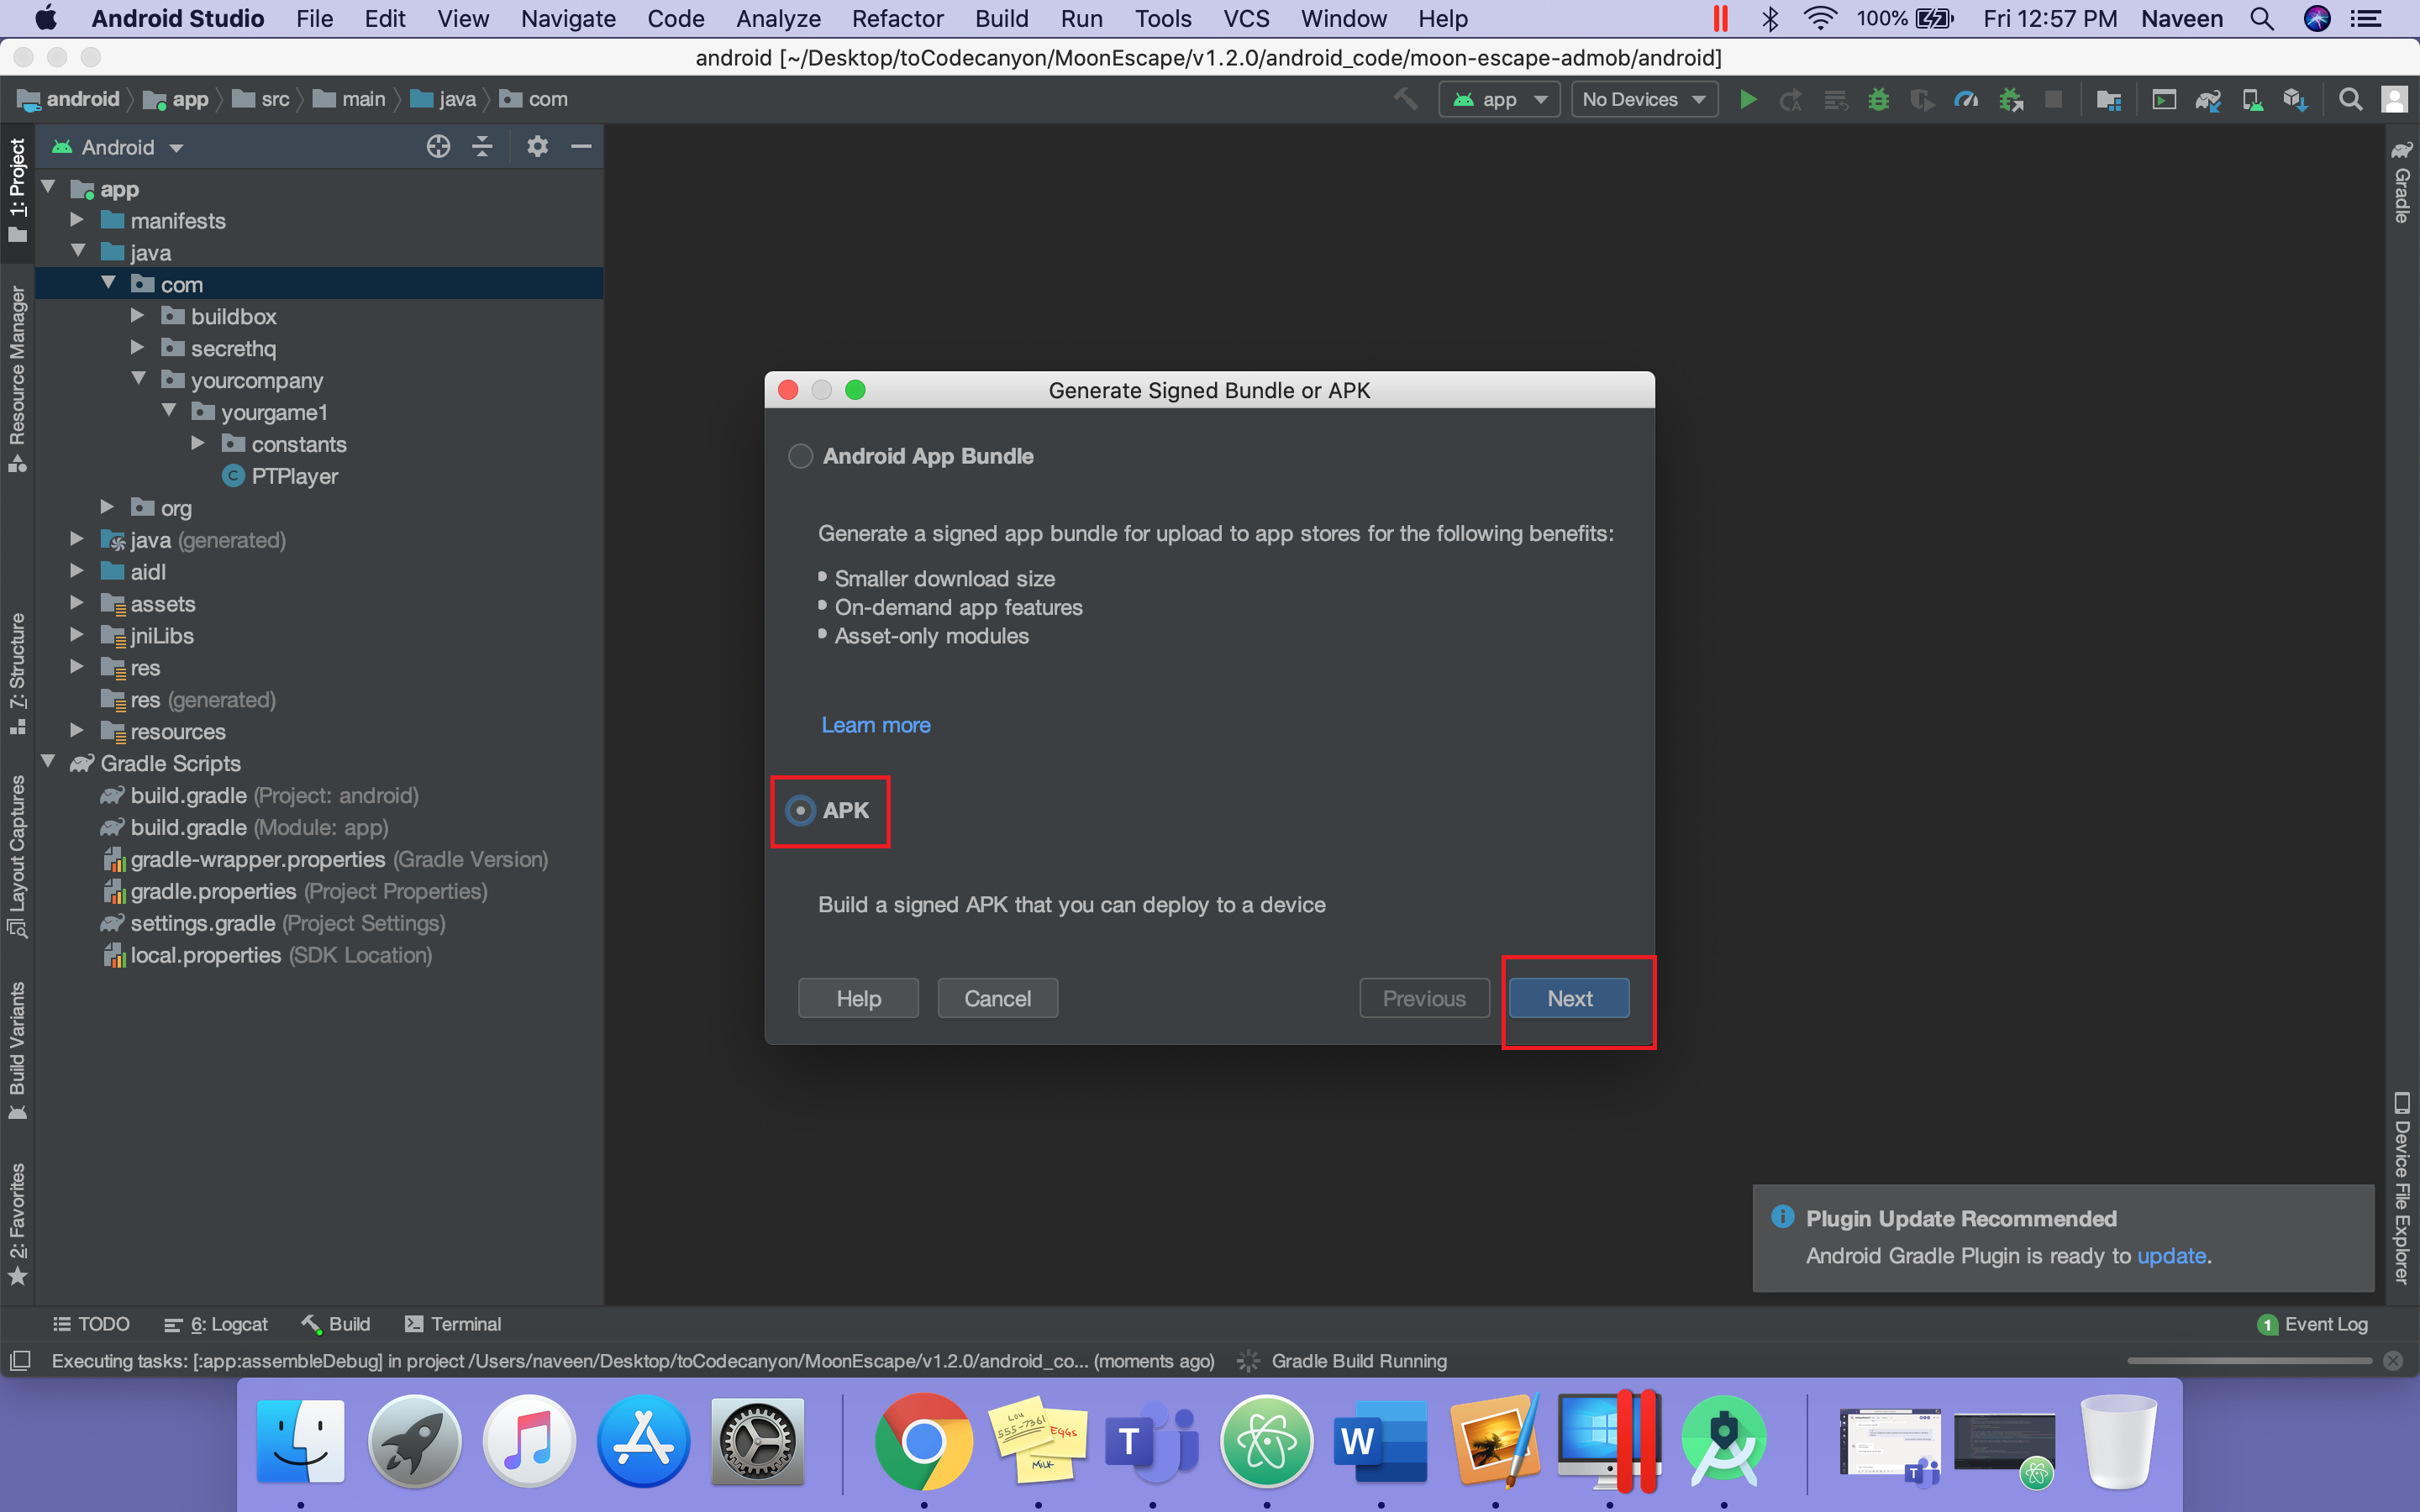 Android Studio File Edit View Navigate Code Analyze Refactor Build Run Tools VCS Window Help 100% Fri 12:57 PM Naveen
android [~/Desktop/toCodecanyon/MoonEscape/v1.2.0/android_code/moon-escape-admob/android]
android app src main java com app No Devices
1: Project
Resource Manager
7: Structure
Layout Captures
Build Variants
2: Favorites
Android
app
manifests
java
com
buildbox
secrethq
yourcompany
yourgame1
constants
C PTPlayer
org
java (generated)
aidl
assets
jniLibs
res
res (generated)
resources
Gradle Scripts
build.gradle (Project: android)
build.gradle (Module: app)
gradle-wrapper.properties (Gradle Version)
gradle.properties (Project Properties)
settings.gradle (Project Settings)
local.properties (SDK Location)
Generate Signed Bundle or APK
Android App Bundle
Generate a signed app bundle for upload to app stores for the following benefits:
Smaller download size
On-demand app features
Asset-only modules
Learn more
APK
Build a signed APK that you can deploy to a device
Help Cancel Previous Next
Gradle
Device File Explorer
Plugin Update Recommended
Android Gradle Plugin is ready to update.
TODO 6: Logcat Build Terminal 1 Event Log
Executing tasks: [:app:assembleDebug] in project /Users/naveen/Desktop/toCodecanyon/MoonEscape/v1.2.0/android_co... (moments ago) Gradle Build Running
LOU
555-7361
EGGS
MILK
T
W
T